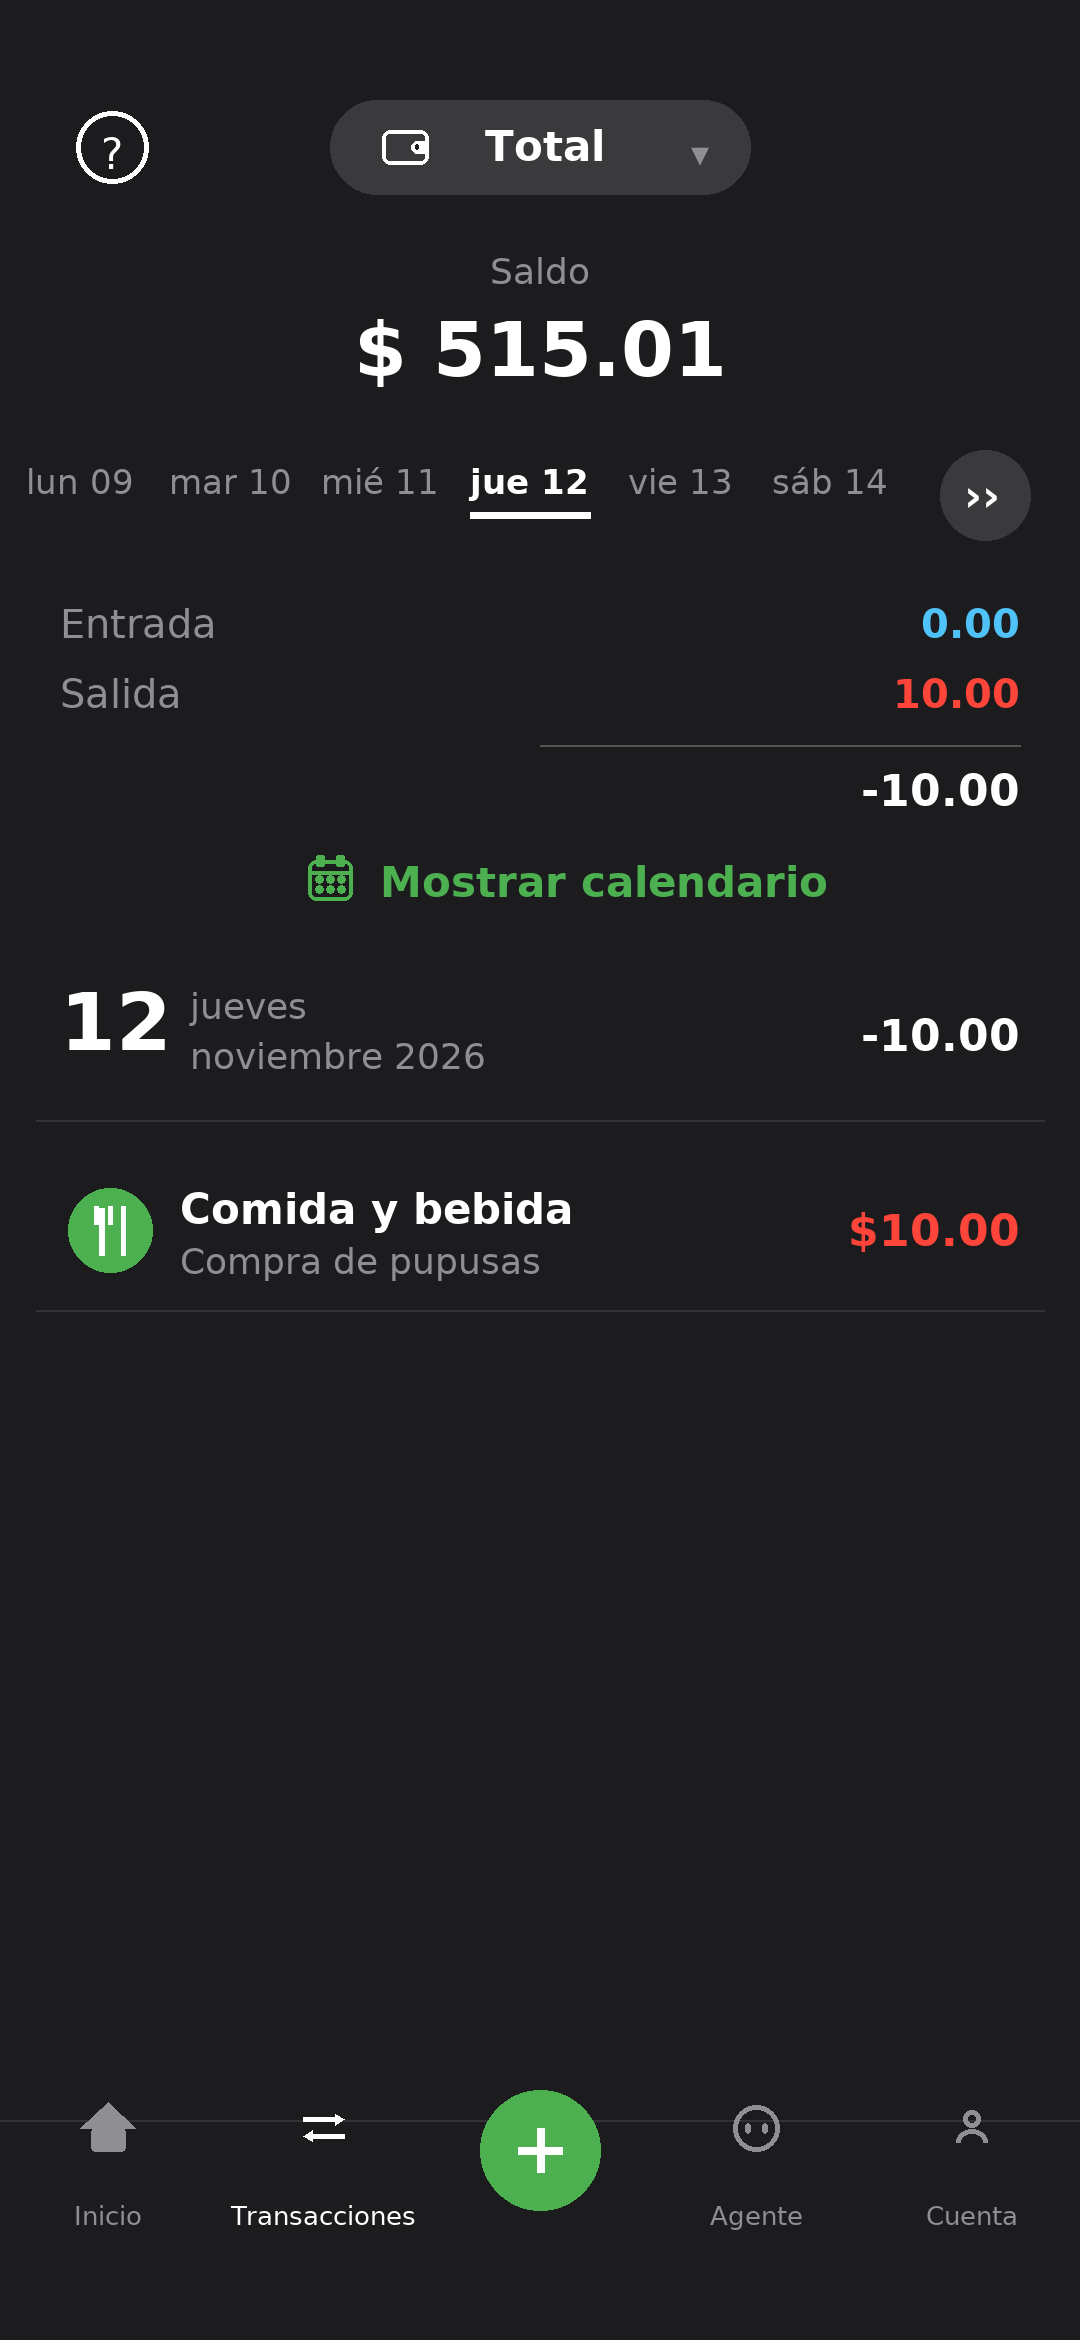 ?
Total ▼
Saldo
$ 515.01
lun 09 mar 10 mié 11 jue 12 vie 13 sáb 14 ››
Entrada 0.00
Salida 10.00
-10.00
Mostrar calendario
12 jueves
noviembre 2026 -10.00
Comida y bebida
Compra de pupusas $10.00
+
Inicio Transacciones Agente Cuenta